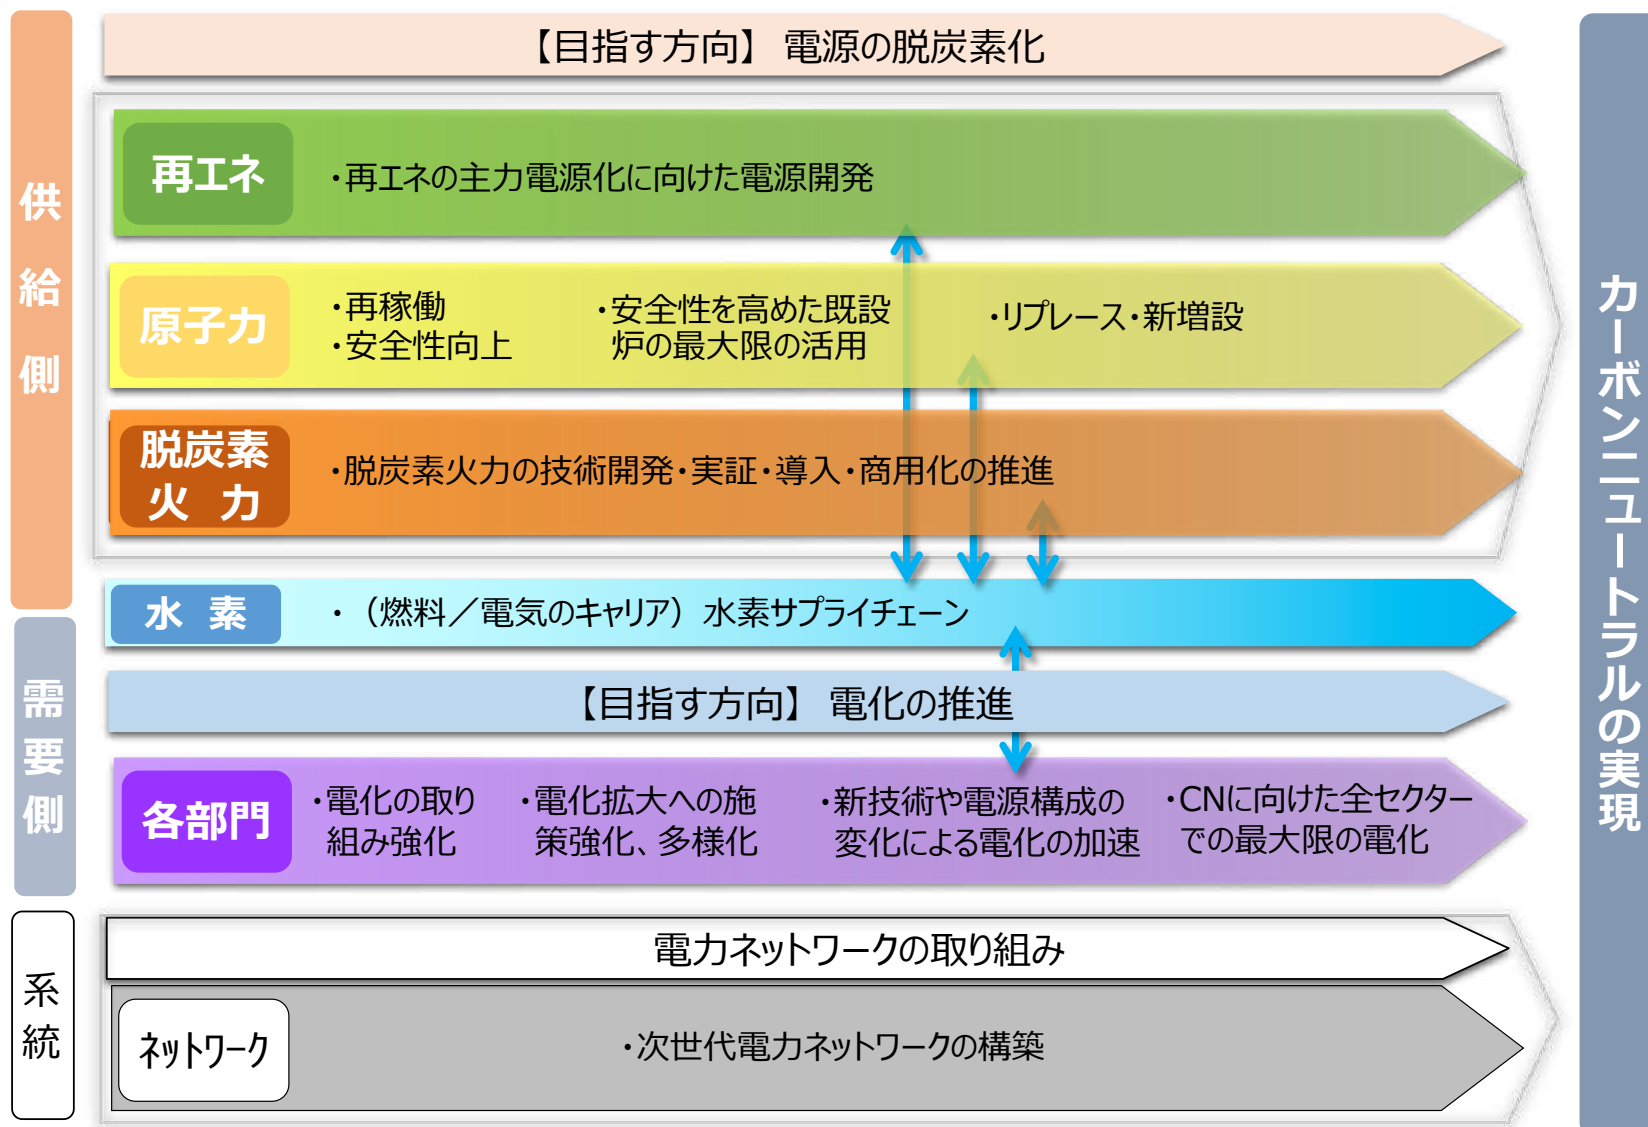 【目指す方向】 電源の脱炭素化
供給側
再エネ
・再エネの主力電源化に向けた電源開発
原子力
・再稼働
・安全性向上
・安全性を高めた既設
炉の最大限の活用
・リプレース・新増設
脱炭素
火 力
・脱炭素火力の技術開発・実証・導入・商用化の推進
水 素
・（燃料／電気のキャリア）水素サプライチェーン
需要側
【目指す方向】 電化の推進
各部門
・電化の取り
組み強化
・電化拡大への施
策強化、多様化
・新技術や電源構成の
変化による電化の加速
・CNに向けた全セクター
での最大限の電化
系統
電力ネットワークの取り組み
ネットワーク
・次世代電力ネットワークの構築
カーボンニュートラルの実現